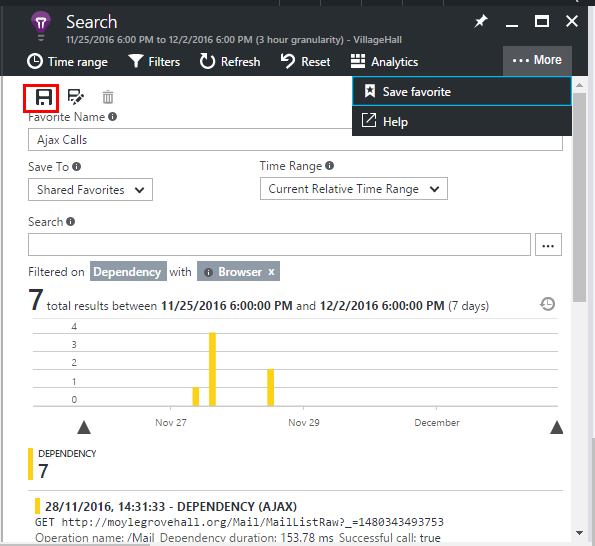 Search
11/25/2016 6:00 PM to 12/2/2016 6:00 PM (3 hour granularity) - VillageHall
Time range Filters Refresh Reset Analytics ••• More
Save favorite
Help
Favorite Name
Ajax Calls
Save To Time Range
Shared Favorites Current Relative Time Range
Search
...
Filtered on Dependency with Browser x
7 total results between 11/25/2016 6:00:00 PM and 12/2/2016 6:00:00 PM (7 days)
4
3
2
1
0
Nov 27 Nov 29 December
DEPENDENCY
7
28/11/2016, 14:31:33 - DEPENDENCY (AJAX)
GET http://moylegrovehall.org/Mail/MailListRaw?_=1480343493753
Operation name: /Mail Dependency duration: 153.78 ms Successful call: true